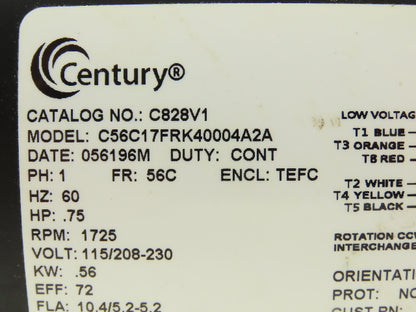 Century®
CATALOG NO.: C828V1
MODEL: C56C17FRK40004A2A
DATE: 056196M DUTY: CONT
PH: 1 FR: 56C ENCL: TEFC
HZ: 60
HP: .75
RPM: 1725
VOLT: 115/208-230
KW: .56
EFF: 72
FLA: 10.4/5.2-5.2
LOW VOLTAG
T1 BLUE
T3 ORANGE
T8 RED
T2 WHITE
T4 YELLOW
T5 BLACK
ROTATION CCW
INTERCHANGE
ORIENTATI
PROT: NO
CUST PN: